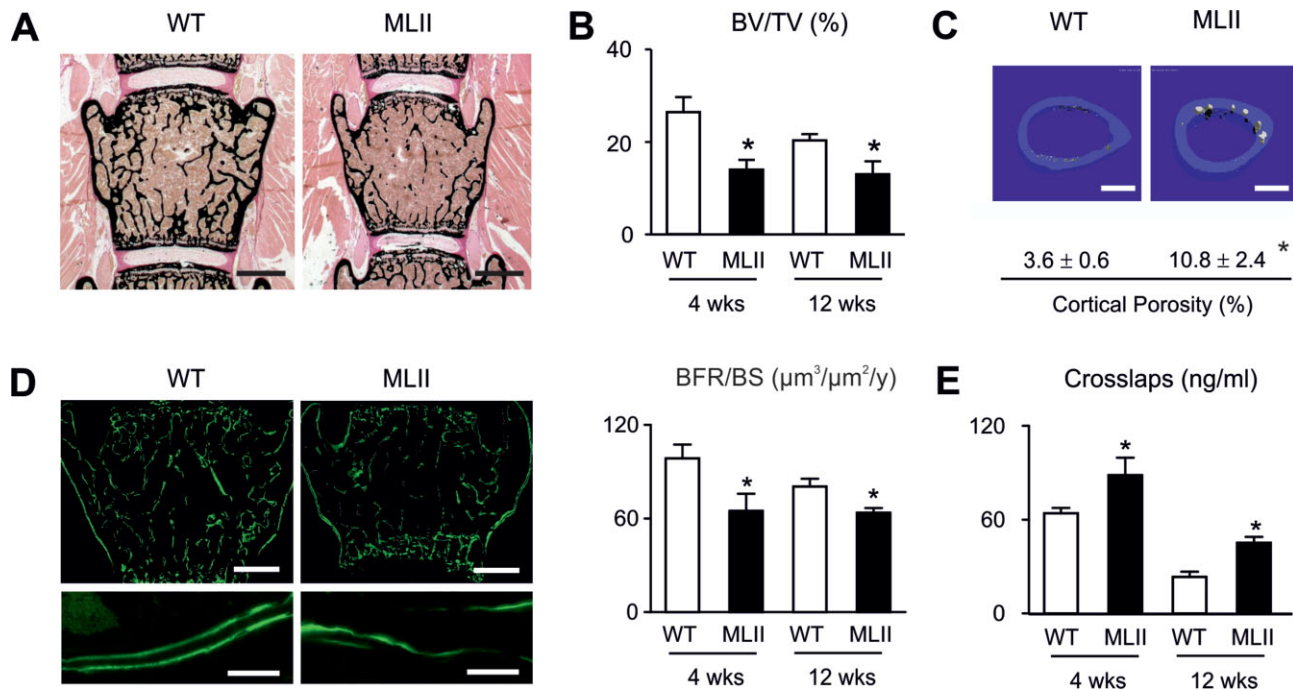 A
WT
MLII
B
BV/TV (%)
40
20
0
*
*
WT
MLII
WT
MLII
4 wks
12 wks
C
WT
MLII
3.6 ± 0.6
10.8 ± 2.4 *
Cortical Porosity (%)
D
WT
MLII
BFR/BS (µm³/µm²/y)
120
60
0
*
*
WT
MLII
WT
MLII
4 wks
12 wks
E
Crosslaps (ng/ml)
120
60
0
*
*
WT
MLII
WT
MLII
4 wks
12 wks